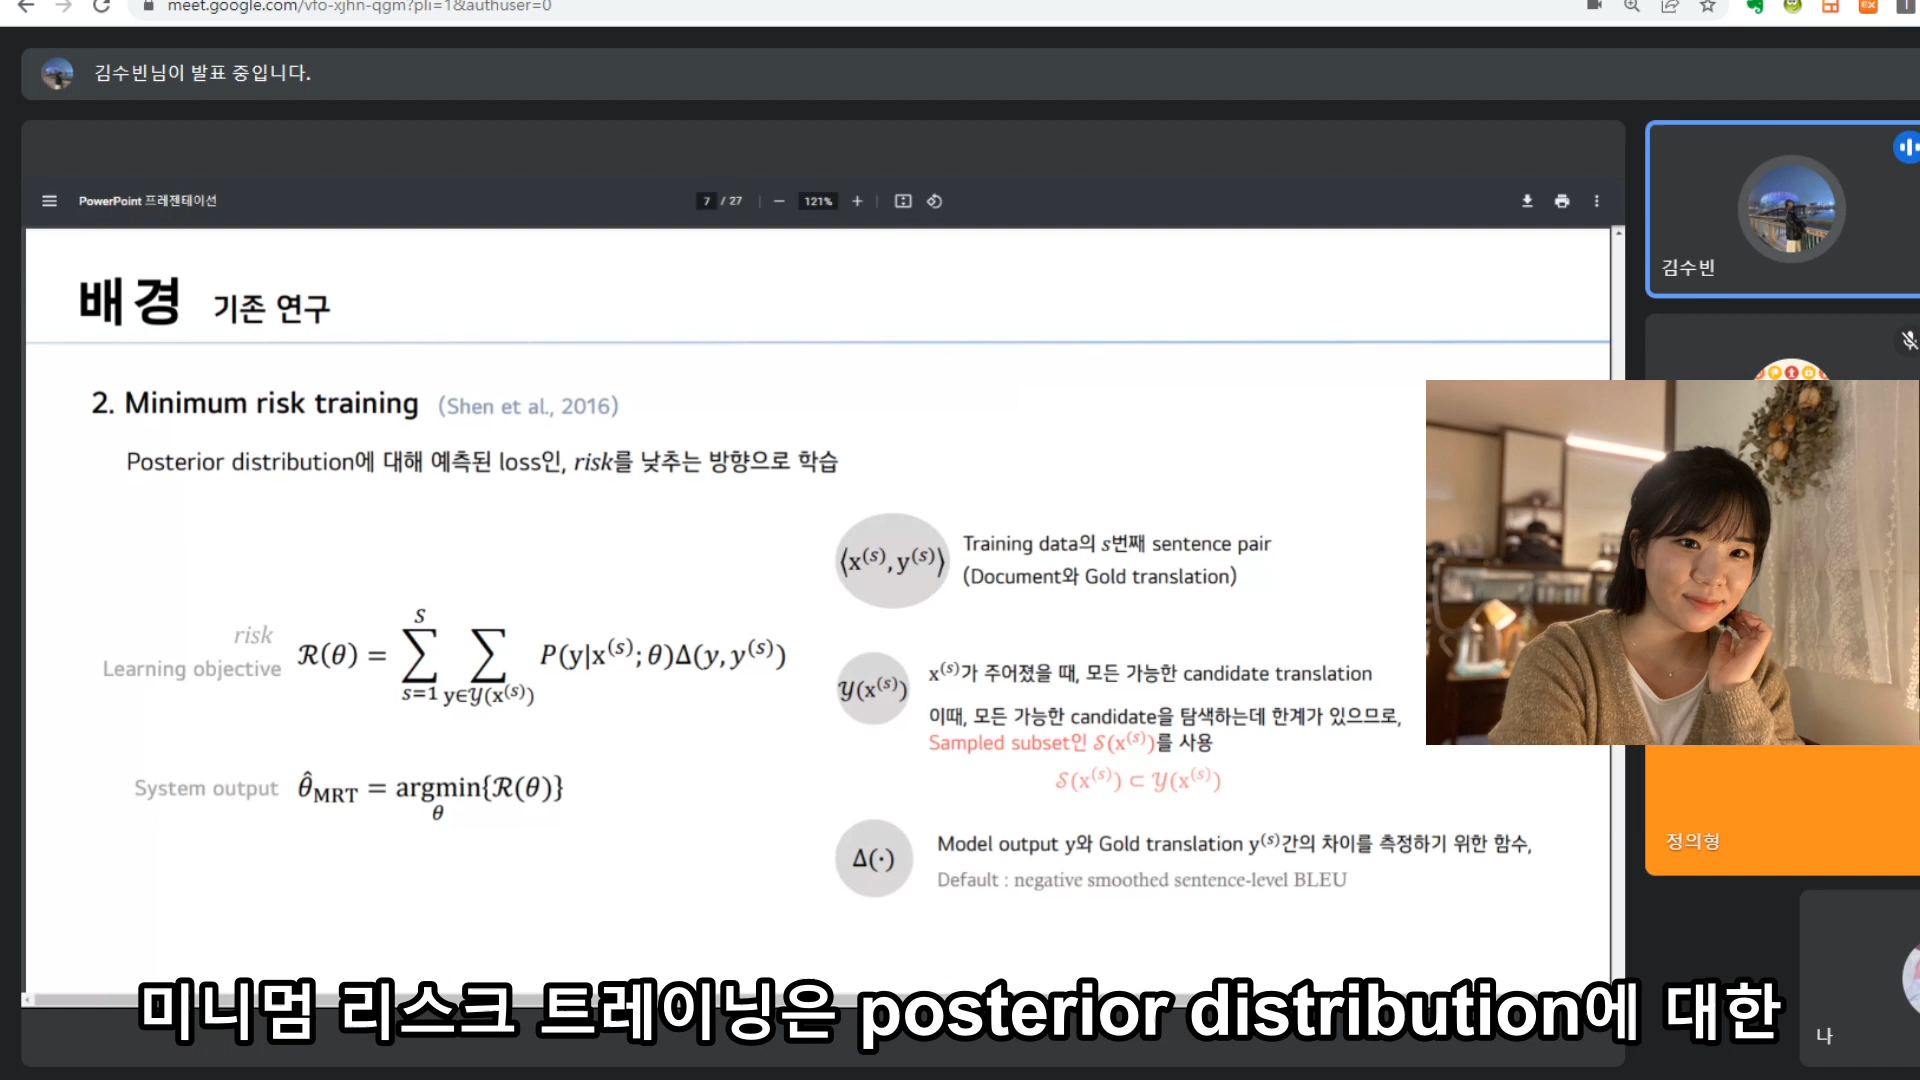 meet.google.com/vfo-xjhn-qgm?pli=1&authuser=0
김수빈님이 발표 중입니다.
PowerPoint 프레젠테이션
7 / 27
121%
김수빈
배경 기존 연구
2. Minimum risk training (Shen et al., 2016)
Posterior distribution에 대해 예측된 loss인, risk를 낮추는 방향으로 학습
⟨x⁽ˢ⁾, y⁽ˢ⁾⟩
Training data의 s번째 sentence pair
(Document와 Gold translation)
risk
Learning objective
ℛ(θ) = ∑_{s=1}^{S} ∑_{y∈𝒴(x⁽ˢ⁾)} P(y|x⁽ˢ⁾; θ)Δ(y, y⁽ˢ⁾)
𝒴(x⁽ˢ⁾)
x⁽ˢ⁾가 주어졌을 때, 모든 가능한 candidate translation
이때, 모든 가능한 candidate을 탐색하는데 한계가 있으므로,
Sampled subset인 𝒮(x⁽ˢ⁾)를 사용
𝒮(x⁽ˢ⁾) ⊂ 𝒴(x⁽ˢ⁾)
System output
θ̂_MRT = argmin_θ{ℛ(θ)}
Δ(·)
Model output y와 Gold translation y⁽ˢ⁾간의 차이를 측정하기 위한 함수,
Default : negative smoothed sentence-level BLEU
정의형
나
미니멈 리스크 트레이닝은 posterior distribution에 대한